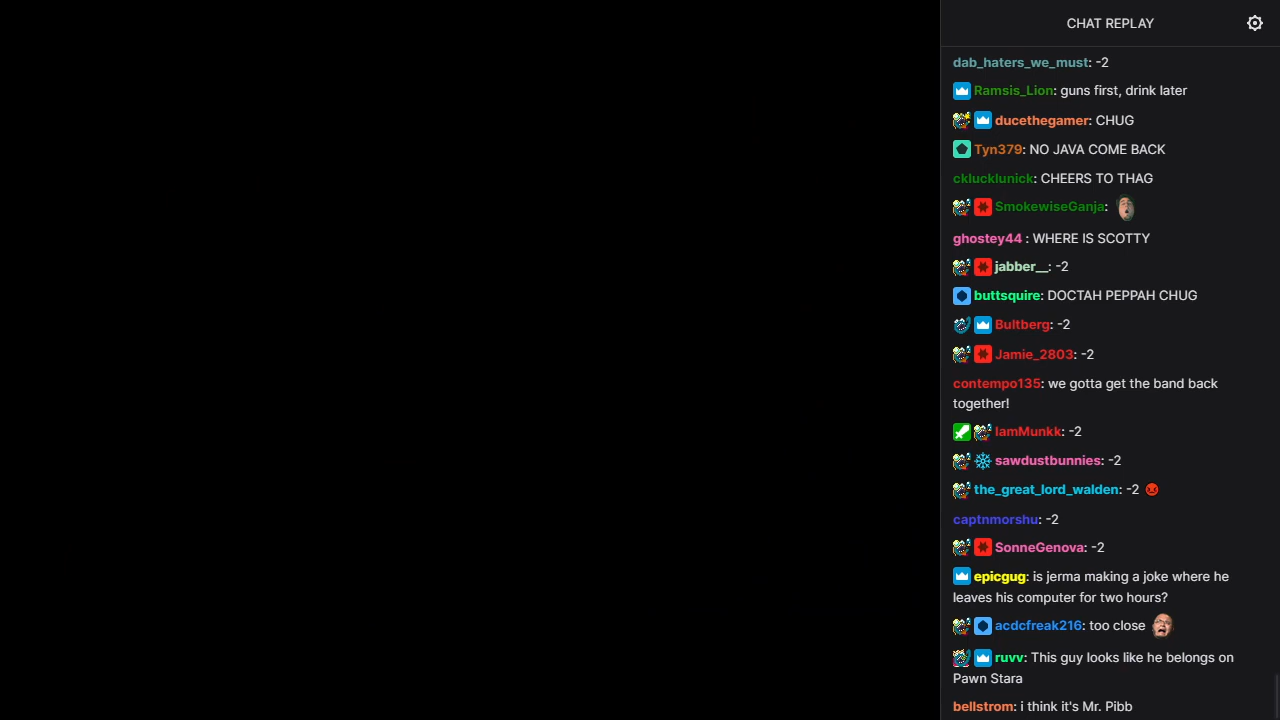 CHAT REPLAY
dab_haters_we_must: -2
Ramsis_Lion: guns first, drink later
ducethegamer: CHUG
Tyn379: NO JAVA COME BACK
cklucklunick: CHEERS TO THAG
SmokewiseGanja:
ghostey44 : WHERE IS SCOTTY
jabber__: -2
buttsquire: DOCTAH PEPPAH CHUG
Bultberg: -2
Jamie_2803: -2
contempo135: we gotta get the band back
together!
IamMunkk: -2
sawdustbunnies: -2
the_great_lord_walden: -2
captnmorshu: -2
SonneGenova: -2
epicgug: is jerma making a joke where he
leaves his computer for two hours?
acdcfreak216: too close
ruvv: This guy looks like he belongs on
Pawn Stara
bellstrom: i think it's Mr. Pibb